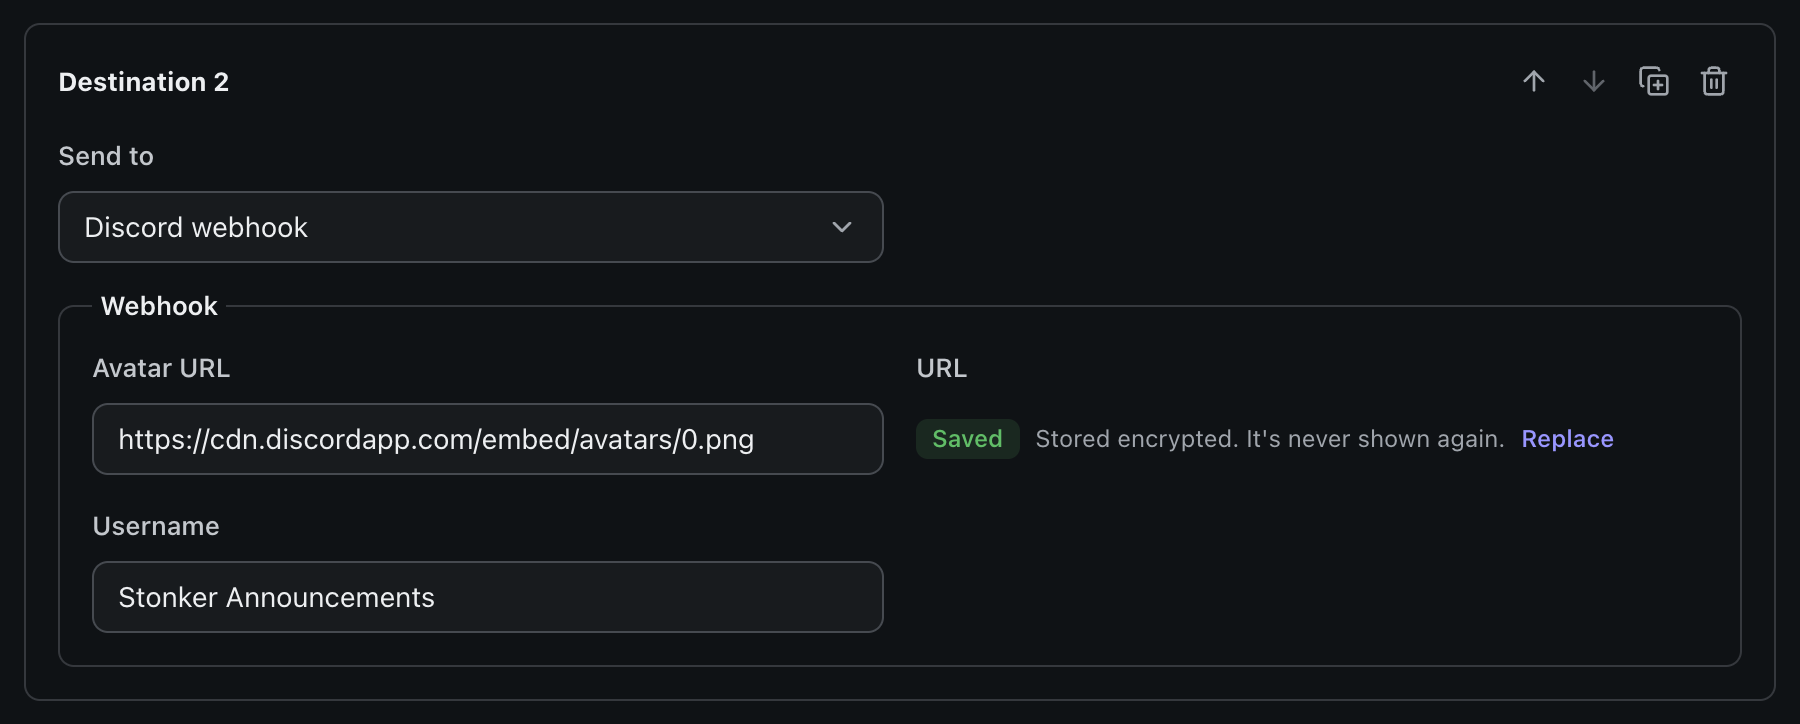 Destination 2
Send to
Discord webhook
Webhook
Avatar URL
https://cdn.discordapp.com/embed/avatars/0.png
URL
Saved Stored encrypted. It's never shown again. Replace
Username
Stonker Announcements